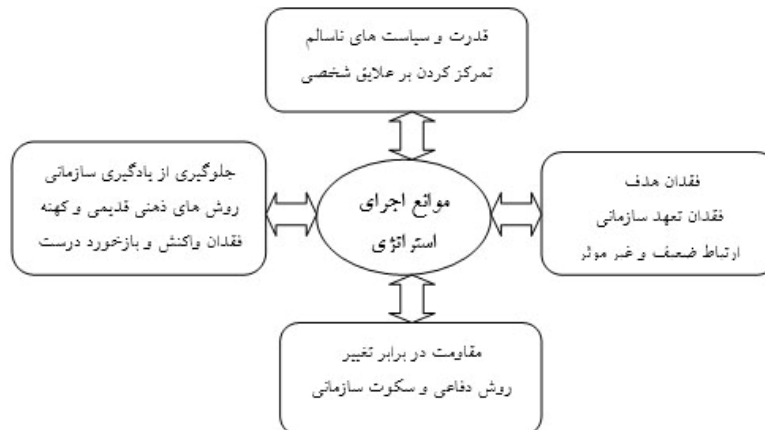 قدرت و سیاست های ناسالم
تمرکز کردن بر علایق شخصی
جلوگیری از یادگیری سازمانی
روش های ذهنی قدیمی و کهنه
فقدان واکنش و بازخورد درست
موانع اجرای
استراتژی
فقدان هدف
فقدان تعهد سازمانی
ارتباط ضعیف و غیر موثر
مقاومت در برابر تغییر
روش دفاعی و سکوت سازمانی